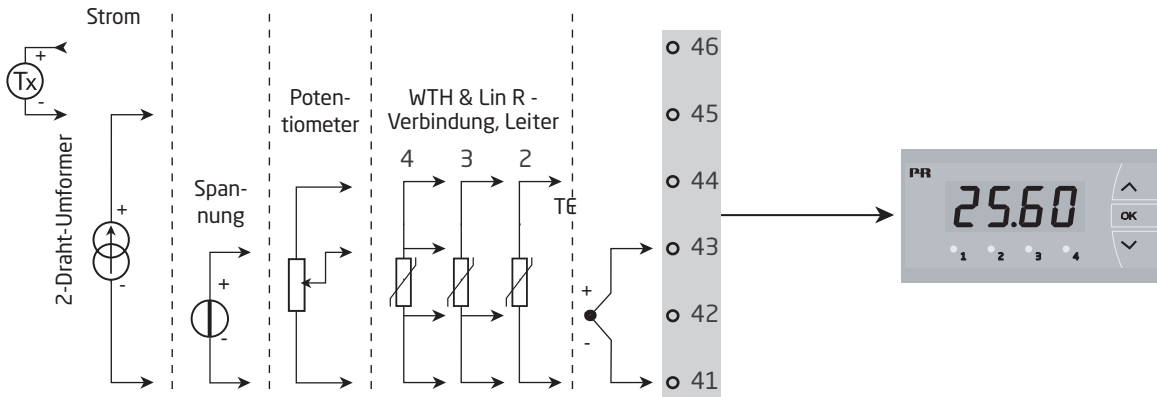 Strom
+
Tx
-
2-Draht-Umformer
+
-
Span-
nung
+
-
Poten-
tiometer
WTH & Lin R -
Verbindung, Leiter
4 3 2
TE
+
-
46
45
44
43
42
41
PR
25.60
OK
1 2 3 4